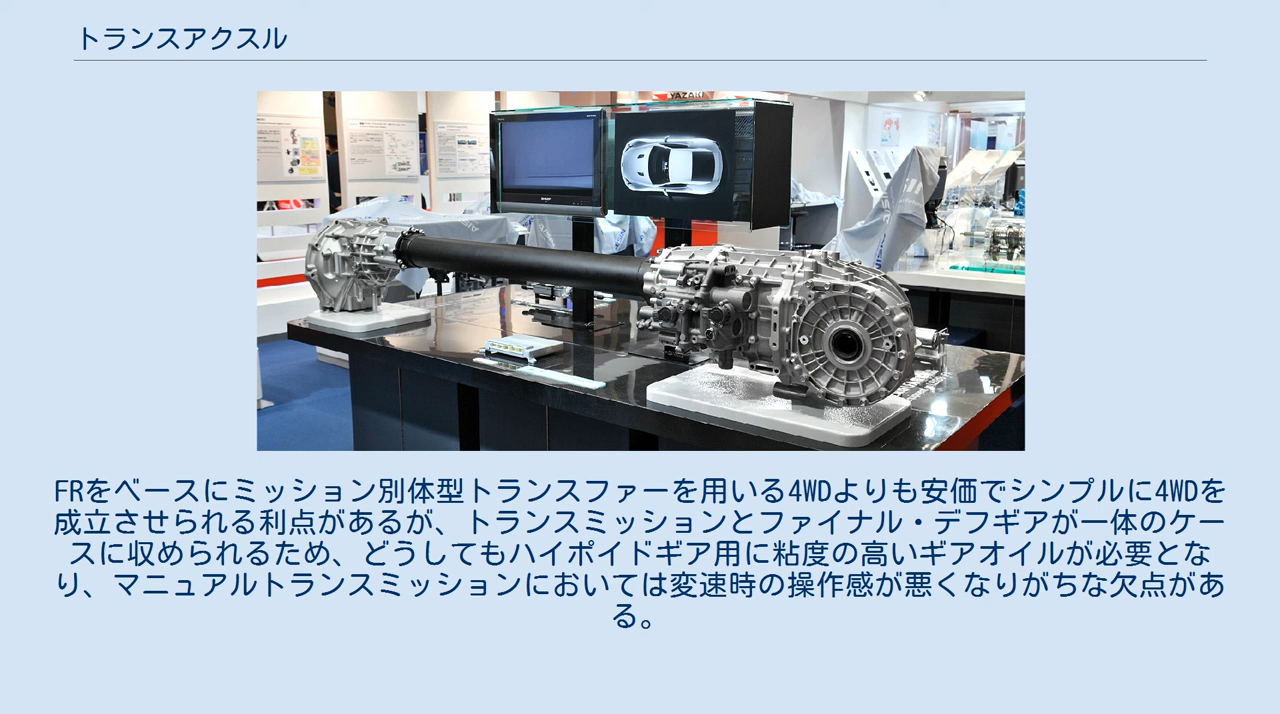 トランスアクスル
YAZAKI
SHARP
FRをベースにミッション別体型トランスファーを用いる4WDよりも安価でシンプルに4WDを
成立させられる利点があるが、トランスミッションとファイナル・デフギアが一体のケー
スに収められるため、どうしてもハイポイドギア用に粘度の高いギアオイルが必要とな
り、マニュアルトランスミッションにおいては変速時の操作感が悪くなりがちな欠点があ
る。